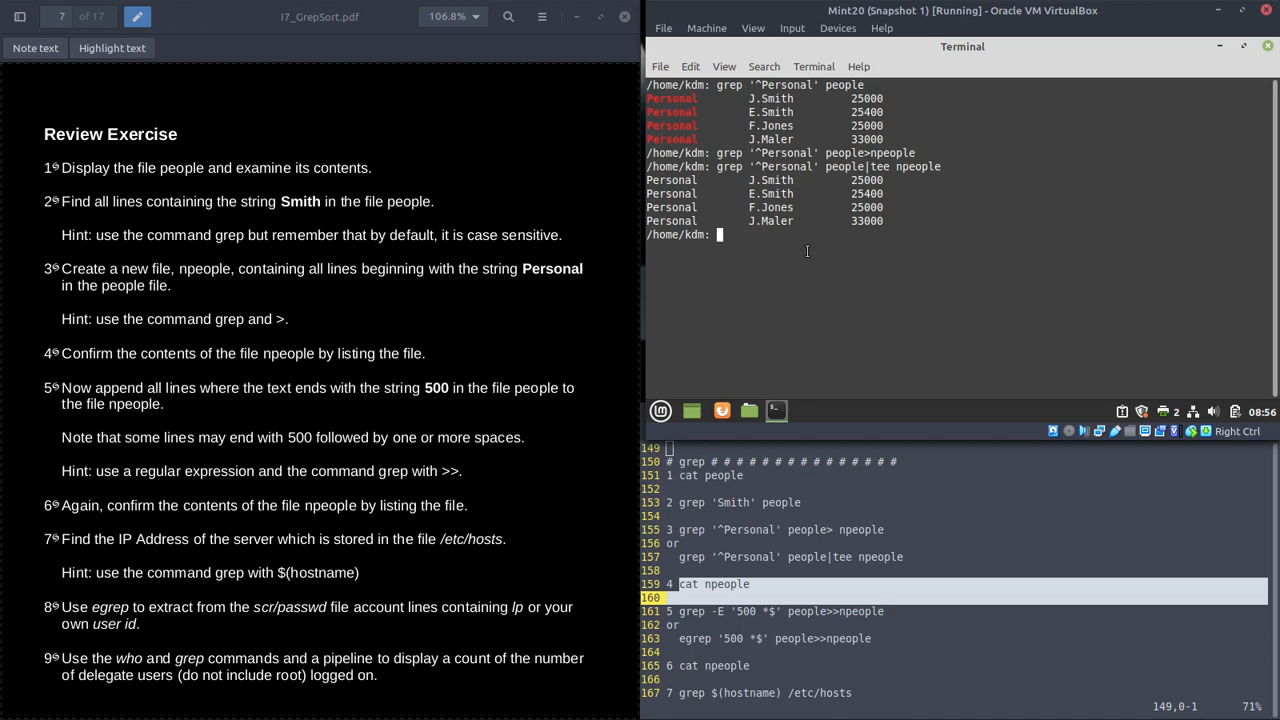 7 of 17
I7_GrepSort.pdf
106.8%
Note text
Highlight text
Review Exercise
1 Display the file people and examine its contents.
2 Find all lines containing the string Smith in the file people.
Hint: use the command grep but remember that by default, it is case sensitive.
3 Create a new file, npeople, containing all lines beginning with the string Personal
in the people file.
Hint: use the command grep and >.
4 Confirm the contents of the file npeople by listing the file.
5 Now append all lines where the text ends with the string 500 in the file people to
the file npeople.
Note that some lines may end with 500 followed by one or more spaces.
Hint: use a regular expression and the command grep with >>.
6 Again, confirm the contents of the file npeople by listing the file.
7 Find the IP Address of the server which is stored in the file /etc/hosts.
Hint: use the command grep with $(hostname)
8 Use egrep to extract from the scr/passwd file account lines containing lp or your
own user id.
9 Use the who and grep commands and a pipeline to display a count of the number
of delegate users (do not include root) logged on.
Mint20 (Snapshot 1) [Running] - Oracle VM VirtualBox
File Machine View Input Devices Help
Terminal
File Edit View Search Terminal Help
/home/kdm: grep '^Personal' people
Personal J.Smith 25000
Personal E.Smith 25400
Personal F.Jones 25000
Personal J.Maler 33000
/home/kdm: grep '^Personal' people>npeople
/home/kdm: grep '^Personal' people|tee npeople
Personal J.Smith 25000
Personal E.Smith 25400
Personal F.Jones 25000
Personal J.Maler 33000
/home/kdm:
2 08:56
Right Ctrl
149
150 # grep # # # # # # # # # # # # # # #
151 1 cat people
152
153 2 grep 'Smith' people
154
155 3 grep '^Personal' people> npeople
156 or
157 grep '^Personal' people|tee npeople
158
159 4 cat npeople
160
161 5 grep -E '500 *$' people>>npeople
162 or
163 egrep '500 *$' people>>npeople
164
165 6 cat npeople
166
167 7 grep $(hostname) /etc/hosts
149,0-1 71%